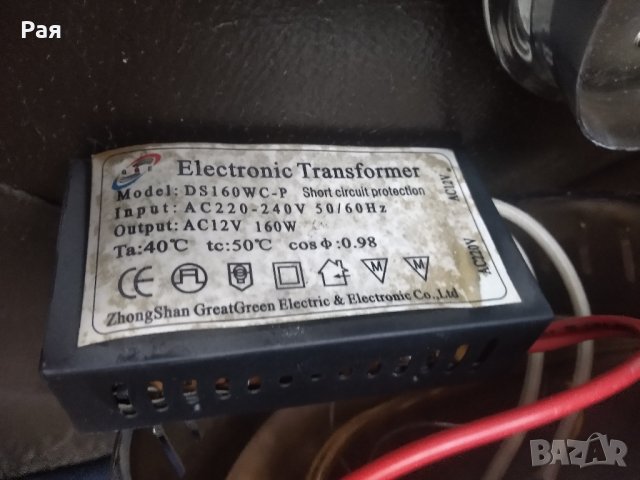 Рая
Electronic Transformer
Model: DS160WC-P Short circuit protection
Input: AC220-240V 50/60Hz
Output: AC12V 160W
Ta:40℃ tc:50℃ cosΦ:0.98
CE F M M
ZhongShan GreatGreen Electric & Electronic Co.,Ltd
AC12V
AC220V
BAZAR